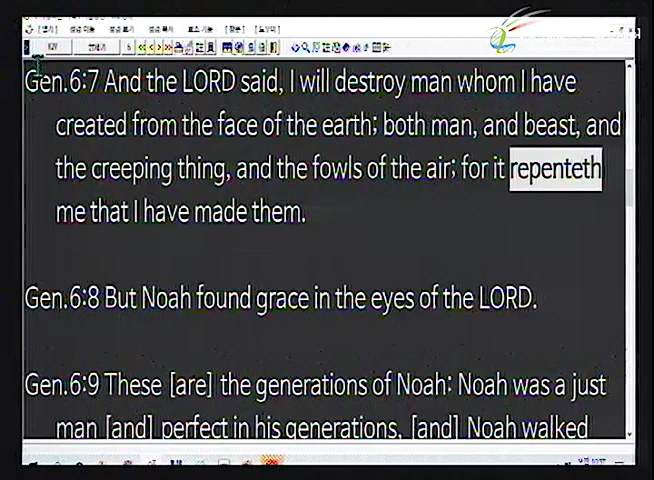 Gen.6:7 And the LORD said, I will destroy man whom I have
created from the face of the earth; both man, and beast, and
the creeping thing, and the fowls of the air; for it repenteth
me that I have made them.
Gen.6:8 But Noah found grace in the eyes of the LORD.
Gen.6:9 These [are] the generations of Noah: Noah was a just
man [and] perfect in his generations, [and] Noah walked